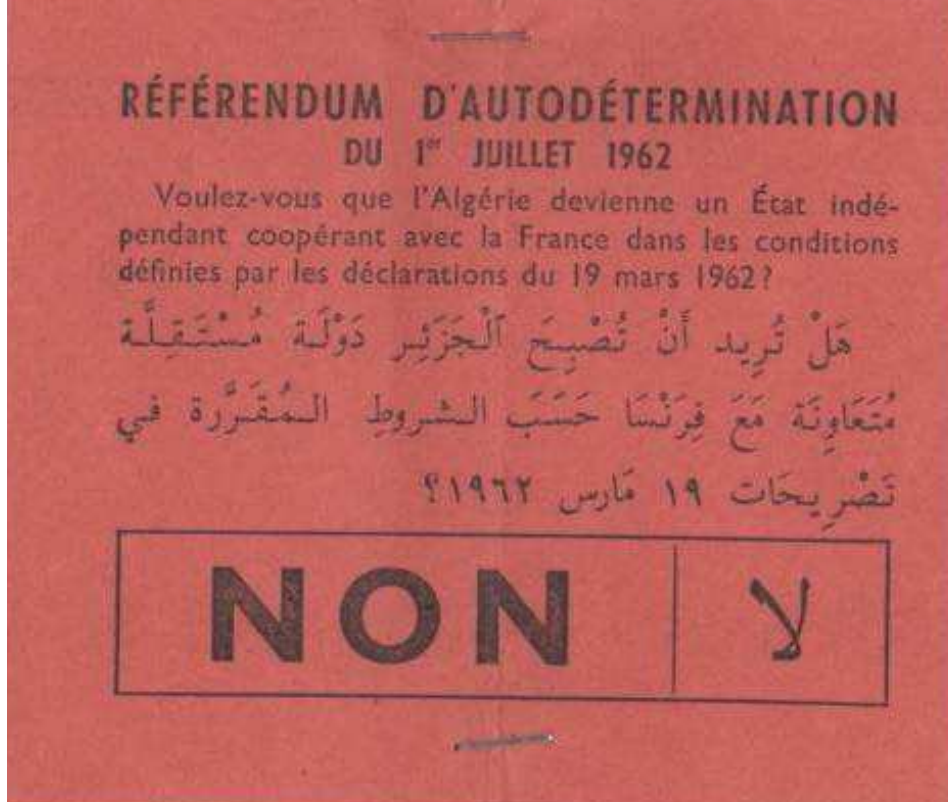 RÉFÉRENDUM D'AUTODÉTERMINATION
DU 1er JUILLET 1962
Voulez-vous que l'Algérie devienne un État indé-
pendant coopérant avec la France dans les conditions
définies par les déclarations du 19 mars 1962?
هَلْ تُرِيد أَنْ تُصْبِحَ ٱلْجَزَئِر دَوْلَة مُسْتَقِلَّة
مُتَعَاوِنَة مَعَ فِرَنْسَا حَسَبَ الشروطِ المُقَرَّرة في
تَصْرِيحَات ١٩ مَارس ١٩٦٢؟
NON لا